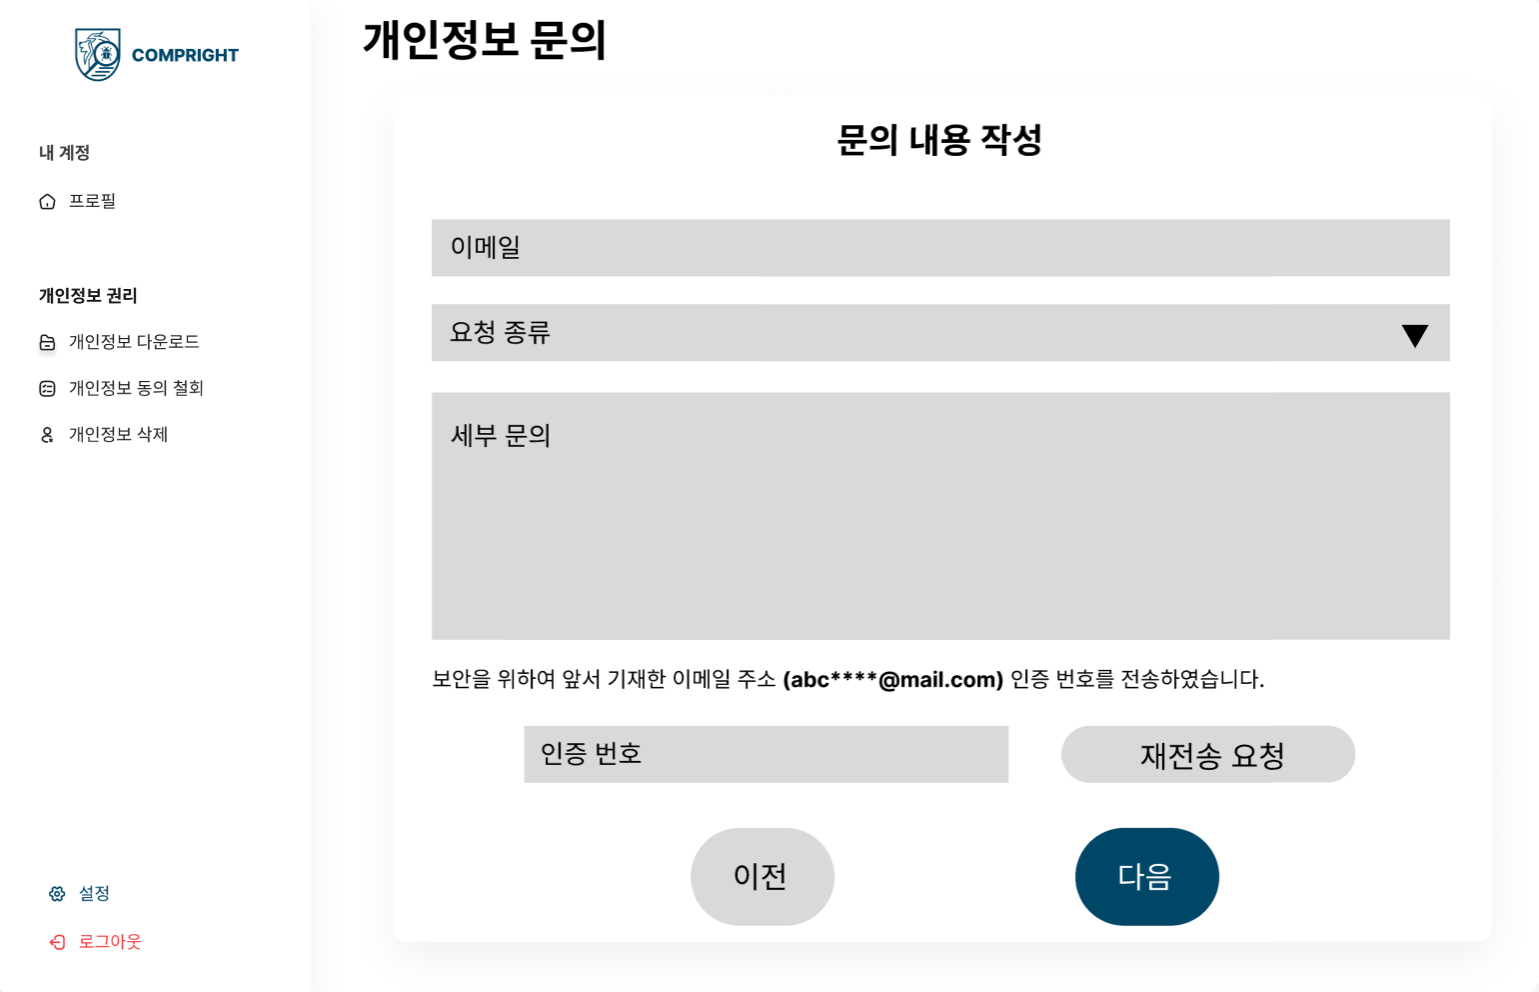 COMPRIGHT
내 계정
프로필
개인정보 권리
개인정보 다운로드
개인정보 동의 철회
개인정보 삭제
설정
로그아웃
개인정보 문의
문의 내용 작성
이메일
요청 종류
세부 문의
보안을 위하여 앞서 기재한 이메일 주소 (abc****@mail.com) 인증 번호를 전송하였습니다.
인증 번호
재전송 요청
이전
다음